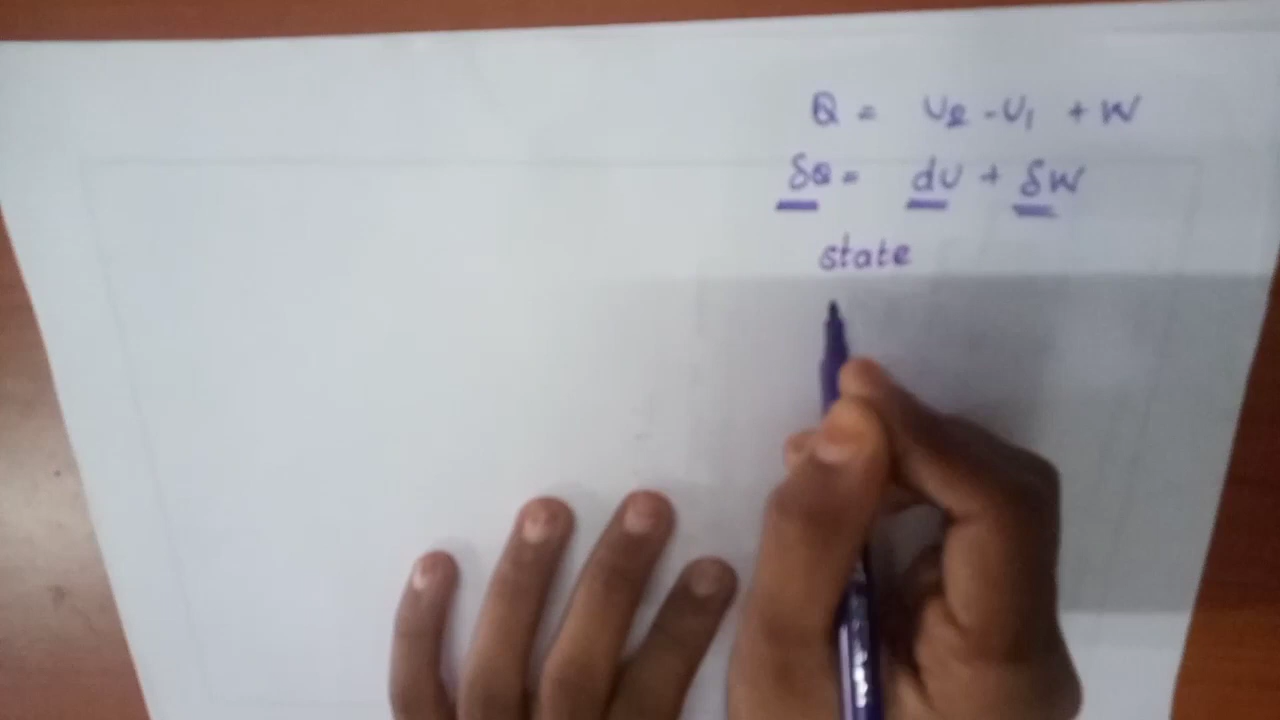 Q = U2 - U1 + W
δQ = dU + δW
state